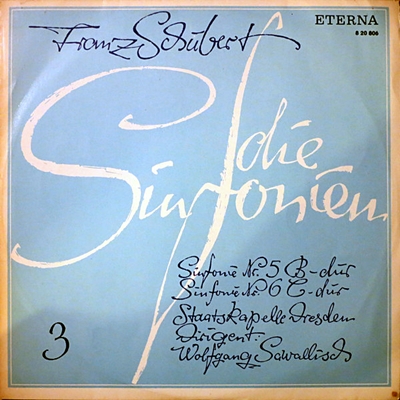 Franz Schubert
ETERNA
8 20 806
die
Sinfonien
Sinfonie Nr. 5 B-dur
Sinfonie Nr. 6 C-dur
Staatskapelle Dresden
Dirigent:
Wolfgang Sawallisch
3